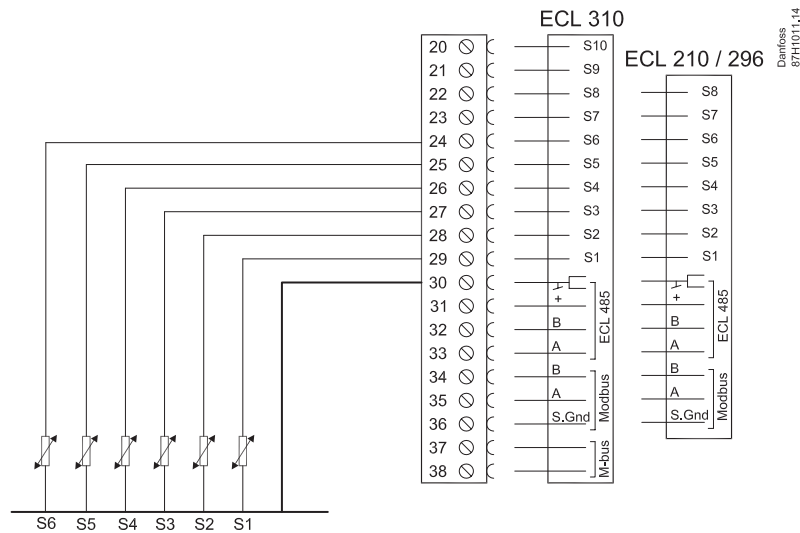 ECL 310
ECL 210 / 296
Danfoss
87H1011.14
20
21
22
23
24
25
26
27
28
29
30
31
32
33
34
35
36
37
38
S10
S9
S8
S7
S6
S5
S4
S3
S2
S1
+
B
A
B
A
S.Gnd
ECL 485
Modbus
M-bus
S8
S7
S6
S5
S4
S3
S2
S1
+
B
A
B
A
S.Gnd
ECL 485
Modbus
S6 S5 S4 S3 S2 S1